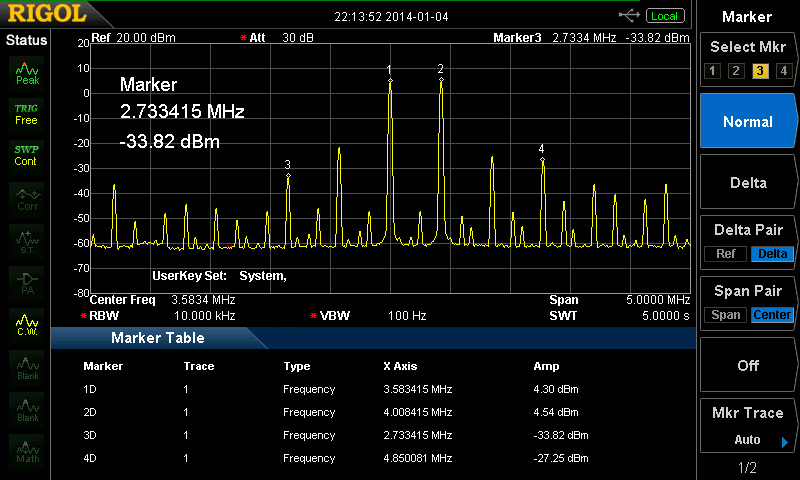 RIGOL
22:13:52 2014-01-04
Local
Marker
Status
Ref 20.00 dBm
* Att 30 dB
Marker3 2.7334 MHz -33.82 dBm
Select Mkr
1 2 3 4
Peak
TRIG
Free
SWP
Cont
Corr
S.T.
PA
C.W.
Blank
Blank
Math
20
10
0
-10
-20
-30
-40
-50
-60
-70
-80
Marker
2.733415 MHz
-33.82 dBm
1
2
3
4
UserKey Set: System,
Center Freq 3.5834 MHz
Span 5.0000 MHz
* RBW 10.000 kHz
* VBW 100 Hz
SWT 5.0000 s
Marker Table
Marker Trace Type X Axis Amp
1D 1 Frequency 3.583415 MHz 4.30 dBm
2D 1 Frequency 4.008415 MHz 4.54 dBm
3D 1 Frequency 2.733415 MHz -33.82 dBm
4D 1 Frequency 4.850081 MHz -27.25 dBm
Normal
Delta
Delta Pair
Ref Delta
Span Pair
Span Center
Off
Mkr Trace
Auto
1/2